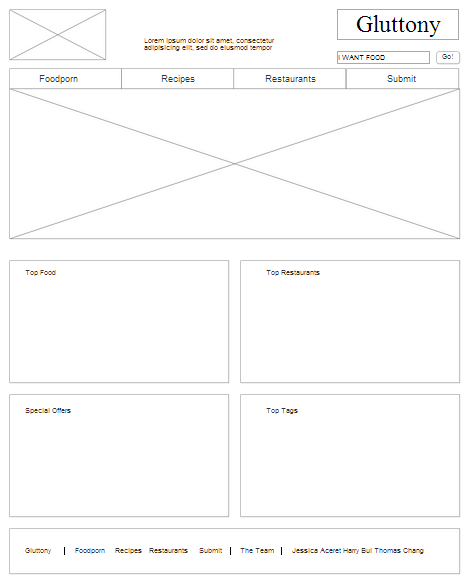 Gluttony
Lorem ipsum dolor sit amet, consectetur
adipisicing elit, sed do eiusmod tempor
I WANT FOOD Go!
Foodporn Recipes Restaurants Submit
Top Food Top Restaurants
Special Offers Top Tags
Gluttony | Foodporn Recipes Restaurants Submit | The Team | Jessica Aceret Harry Bui Thomas Chang